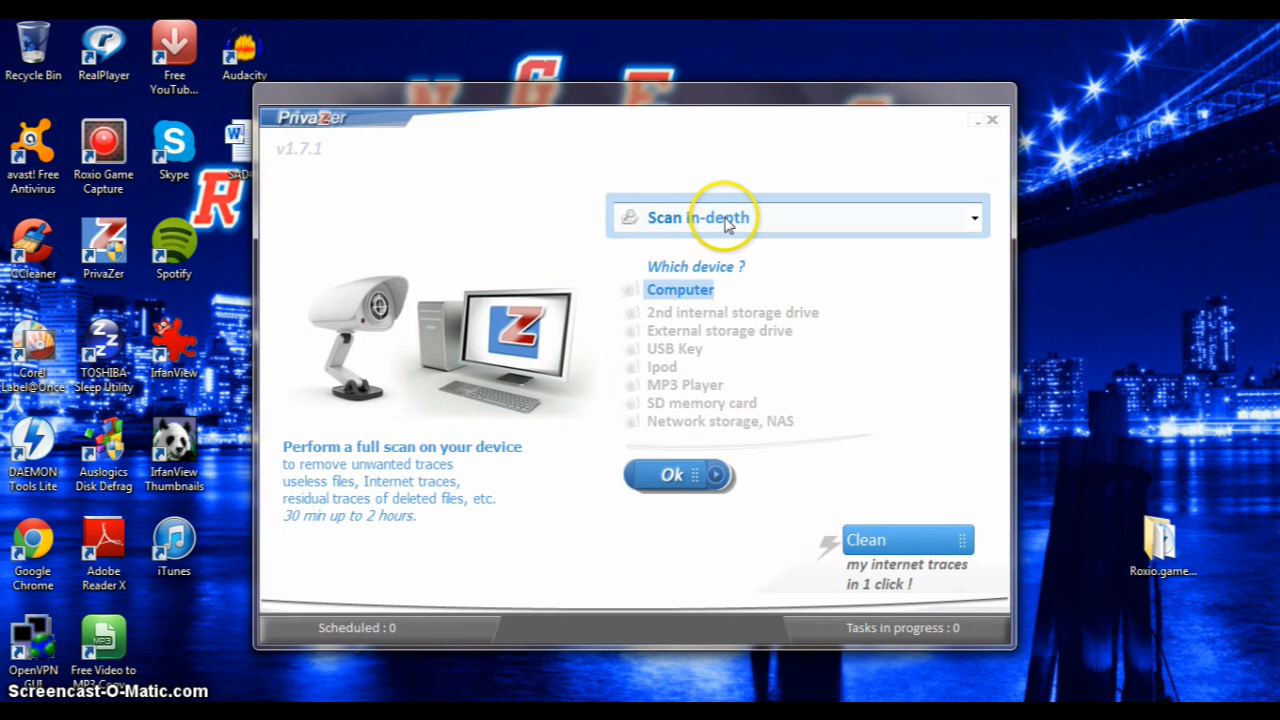 Recycle Bin
RealPlayer
Free
YouTub...
Audacity
avast! Free
Antivirus
Roxio Game
Capture
Skype
SAD
CCleaner
PrivaZer
Spotify
Corel
Label@Once
TOSHIBA
Sleep Utility
IrfanView
DAEMON
Tools Lite
Auslogics
Disk Defrag
IrfanView
Thumbnails
Google
Chrome
Adobe
Reader X
iTunes
OpenVPN
GUI
Free Video to
G E
R
PrivaZer
v1.7.1
Scan in-depth
Which device ?
Computer
2nd internal storage drive
External storage drive
USB Key
Ipod
MP3 Player
SD memory card
Network storage, NAS
Ok
Perform a full scan on your device
to remove unwanted traces
useless files, Internet traces,
residual traces of deleted files, etc.
30 min up to 2 hours.
Clean
my internet traces
in 1 click !
Scheduled : 0
Tasks in progress : 0
Roxio.game...
Screencast-O-Matic.com